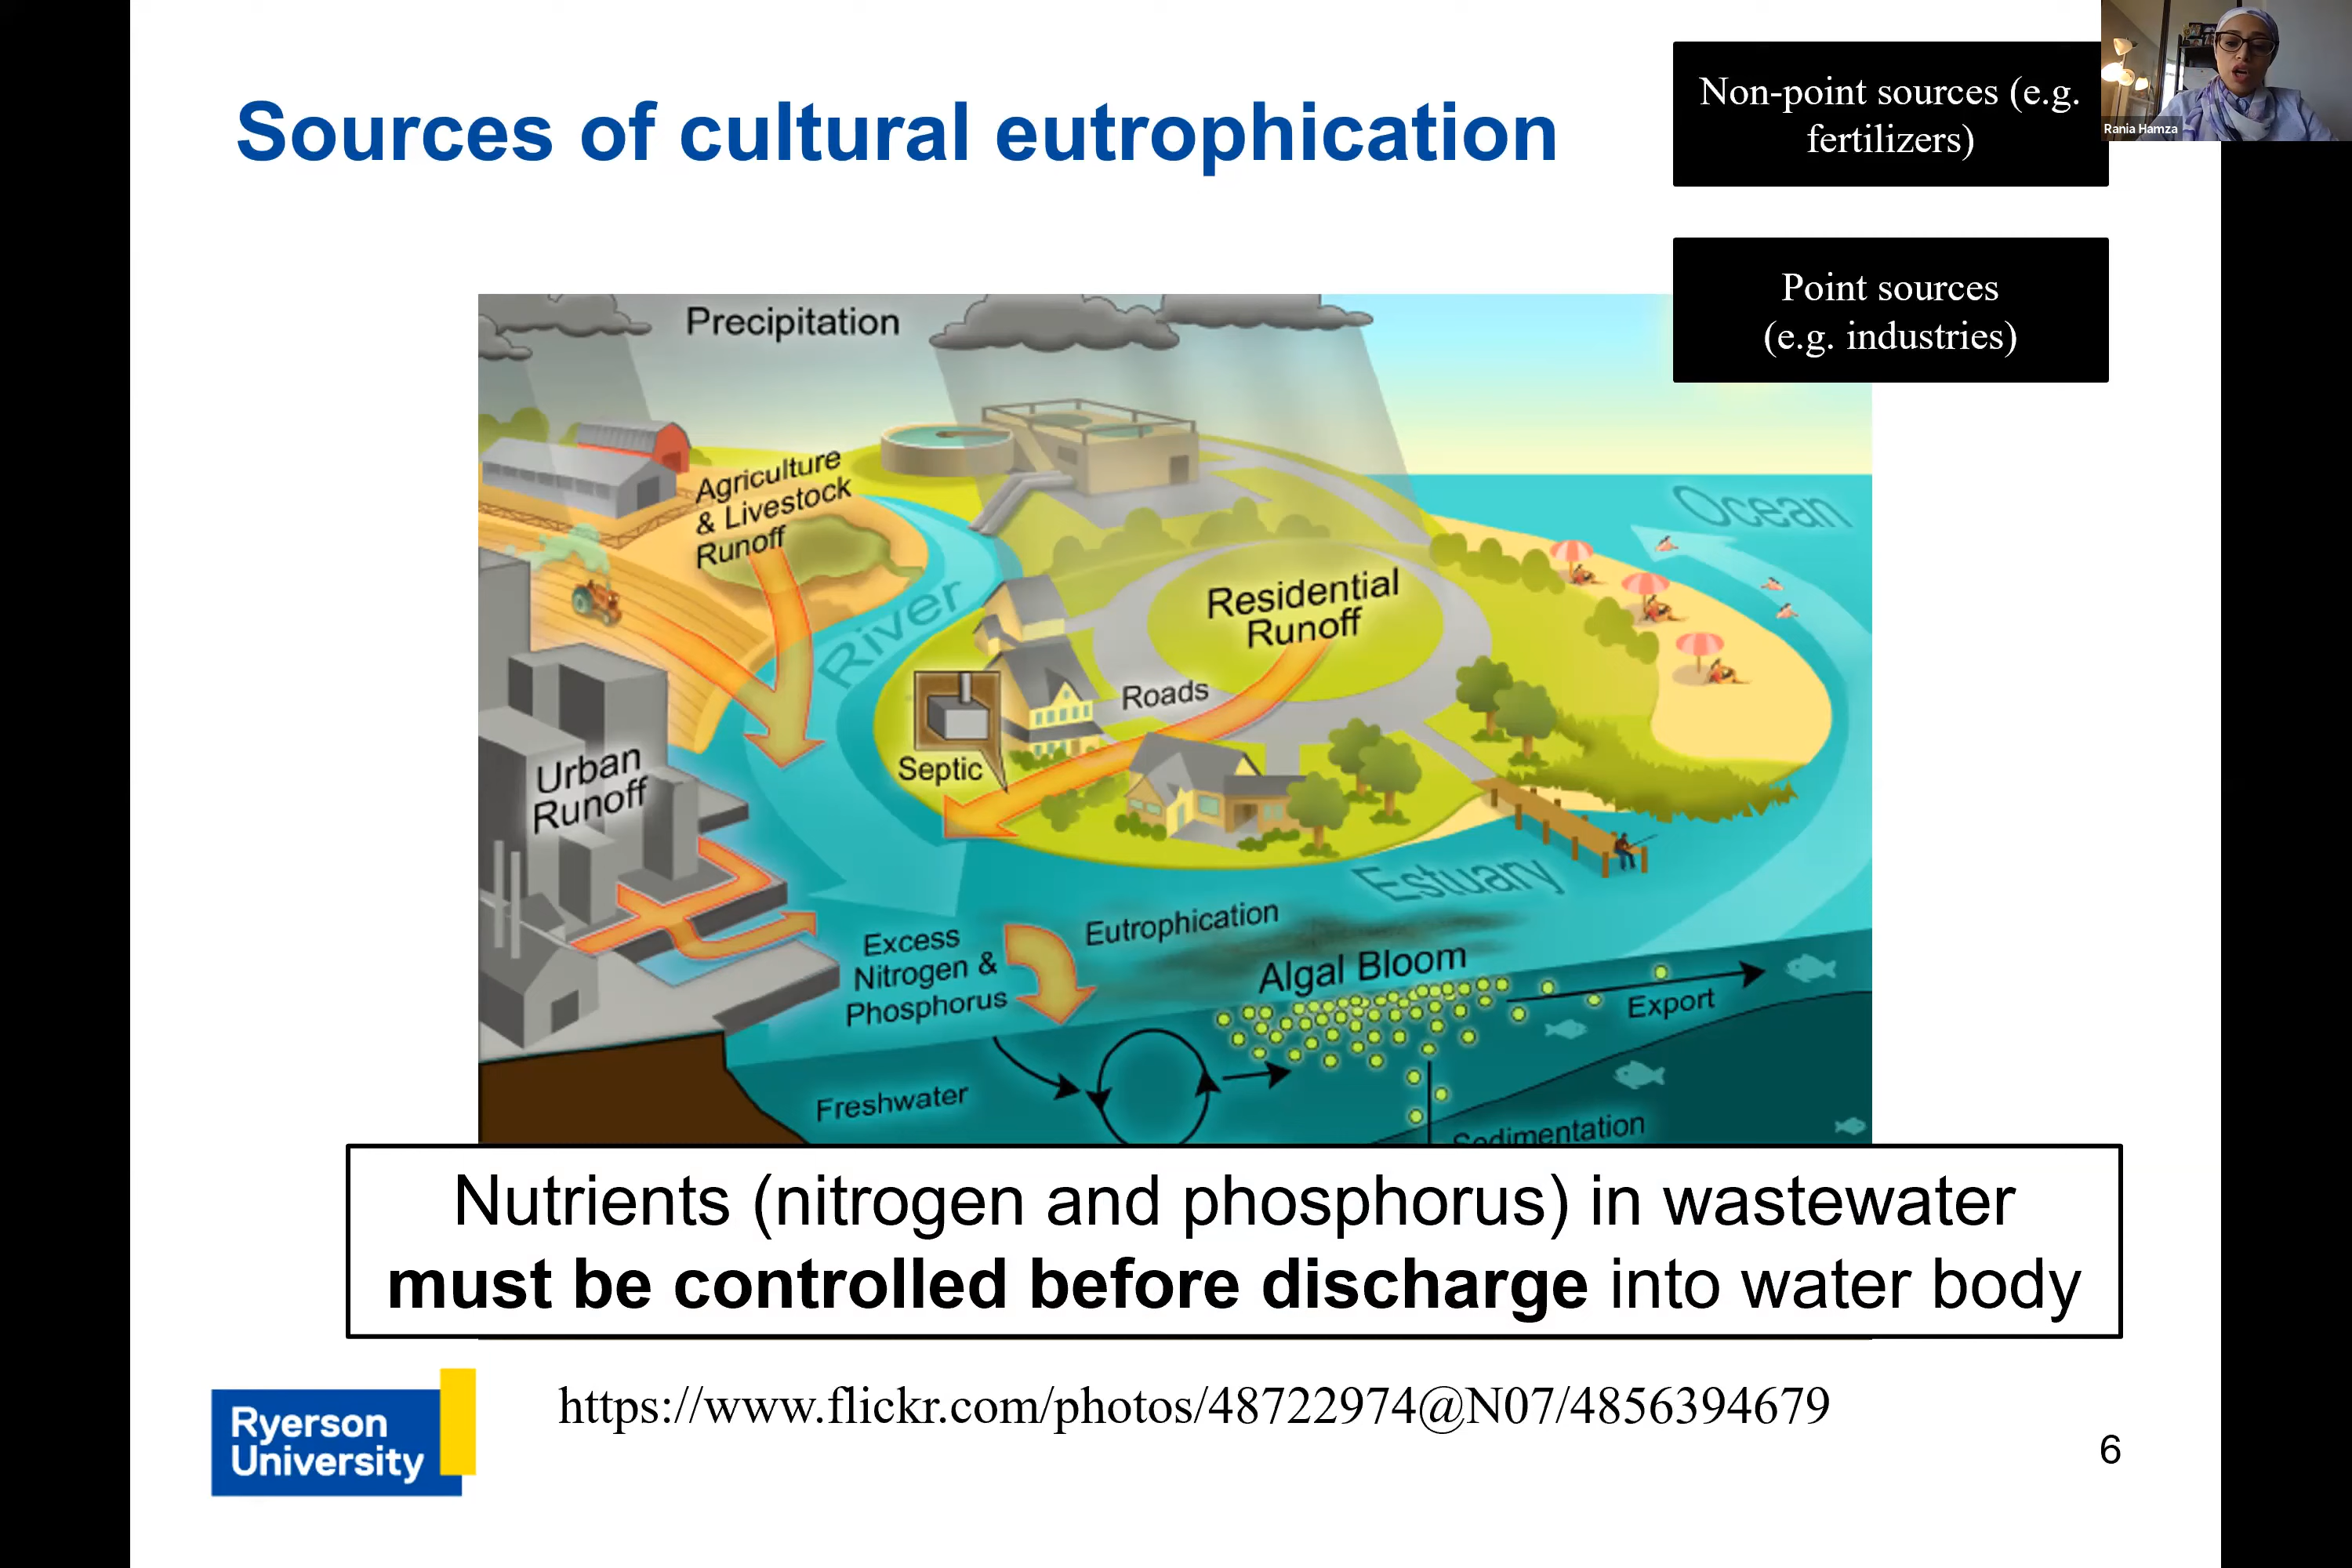 Sources of cultural eutrophication
Non-point sources (e.g.
fertilizers)
Rania Hamza
Point sources
(e.g. industries)
Precipitation
Agriculture
& Livestock
Runoff
River
Ocean
Residential
Runoff
Roads
Septic
Urban
Runoff
Estuary
Excess
Nitrogen &
Phosphorus
Eutrophication
Algal Bloom
Export
Freshwater
Sedimentation
Nutrients (nitrogen and phosphorus) in wastewater
must be controlled before discharge into water body
Ryerson
University
https://www.flickr.com/photos/48722974@N07/4856394679
6